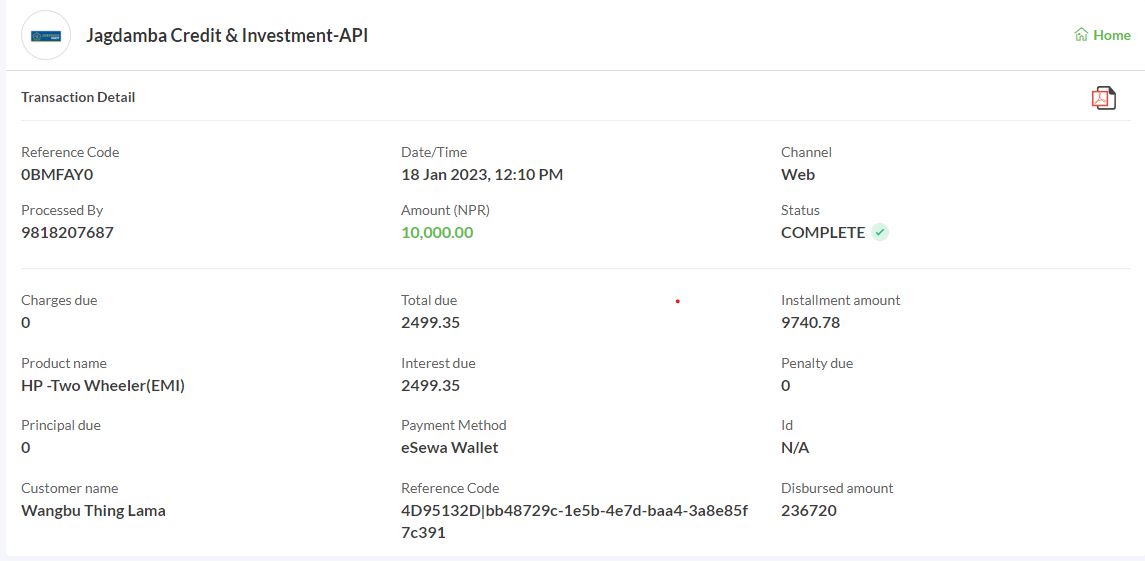 Jagdamba Credit & Investment-API
Home
Transaction Detail
Reference Code
0BMFAY0
Date/Time
18 Jan 2023, 12:10 PM
Channel
Web
Processed By
9818207687
Amount (NPR)
10,000.00
Status
COMPLETE
Charges due
0
Total due
2499.35
Installment amount
9740.78
Product name
HP -Two Wheeler(EMI)
Interest due
2499.35
Penalty due
0
Principal due
0
Payment Method
eSewa Wallet
Id
N/A
Customer name
Wangbu Thing Lama
Reference Code
4D95132D|bb48729c-1e5b-4e7d-baa4-3a8e85f
7c391
Disbursed amount
236720